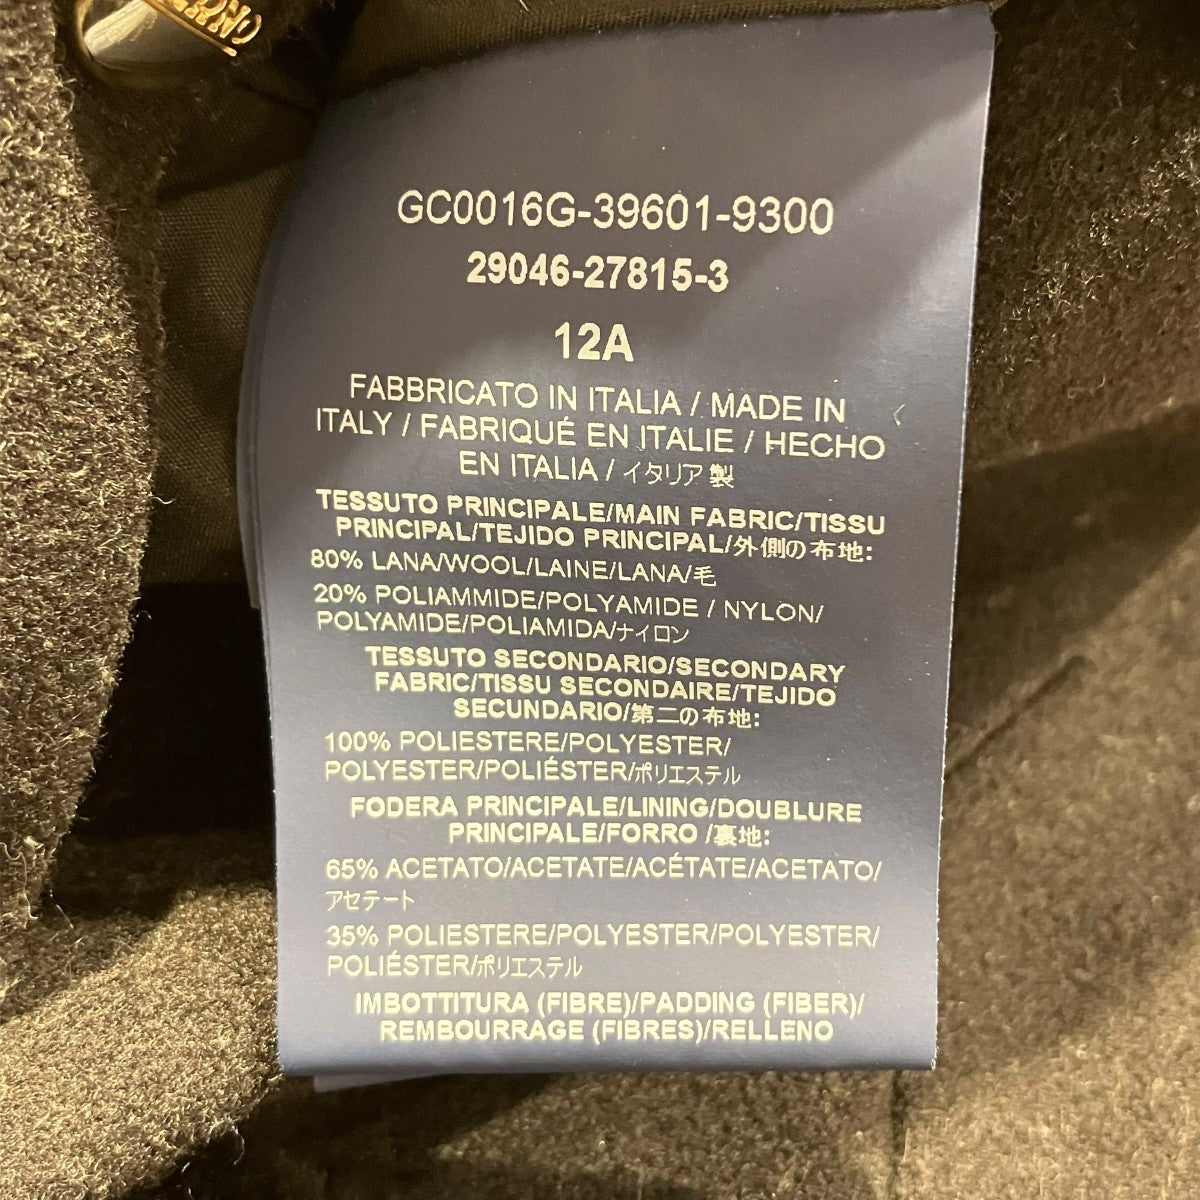 GC0016G-39601-9300
29046-27815-3
12A
FABBRICATO IN ITALIA / MADE IN
ITALY / FABRIQUÉ EN ITALIE / HECHO
EN ITALIA / イタリア製
TESSUTO PRINCIPALE/MAIN FABRIC/TISSU
PRINCIPAL/TEJIDO PRINCIPAL/外側の布地:
80% LANA/WOOL/LAINE/LANA/毛
20% POLIAMMIDE/POLYAMIDE / NYLON/
POLYAMIDE/POLIAMIDA/ナイロン
TESSUTO SECONDARIO/SECONDARY
FABRIC/TISSU SECONDAIRE/TEJIDO
SECUNDARIO/第二の布地:
100% POLIESTERE/POLYESTER/
POLYESTER/POLIÉSTER/ポリエステル
FODERA PRINCIPALE/LINING/DOUBLURE
PRINCIPALE/FORRO /裏地:
65% ACETATO/ACETATE/ACÉTATE/ACETATO/
アセテート
35% POLIESTERE/POLYESTER/POLYESTER/
POLIÉSTER/ポリエステル
IMBOTTITURA (FIBRE)/PADDING (FIBER)/
REMBOURRAGE (FIBRES)/RELLENO